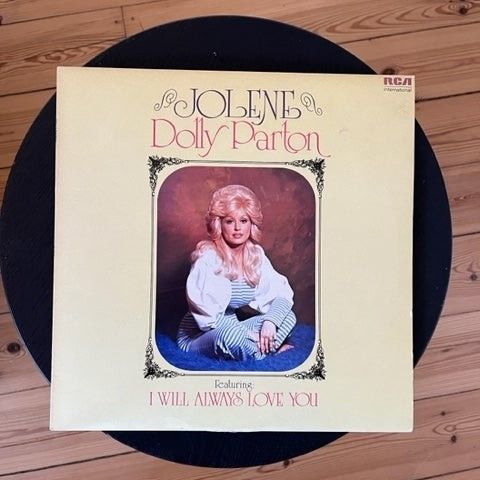 RCA
International
JOLENE
Dolly Parton
Featuring:
I WILL ALWAYS LOVE YOU